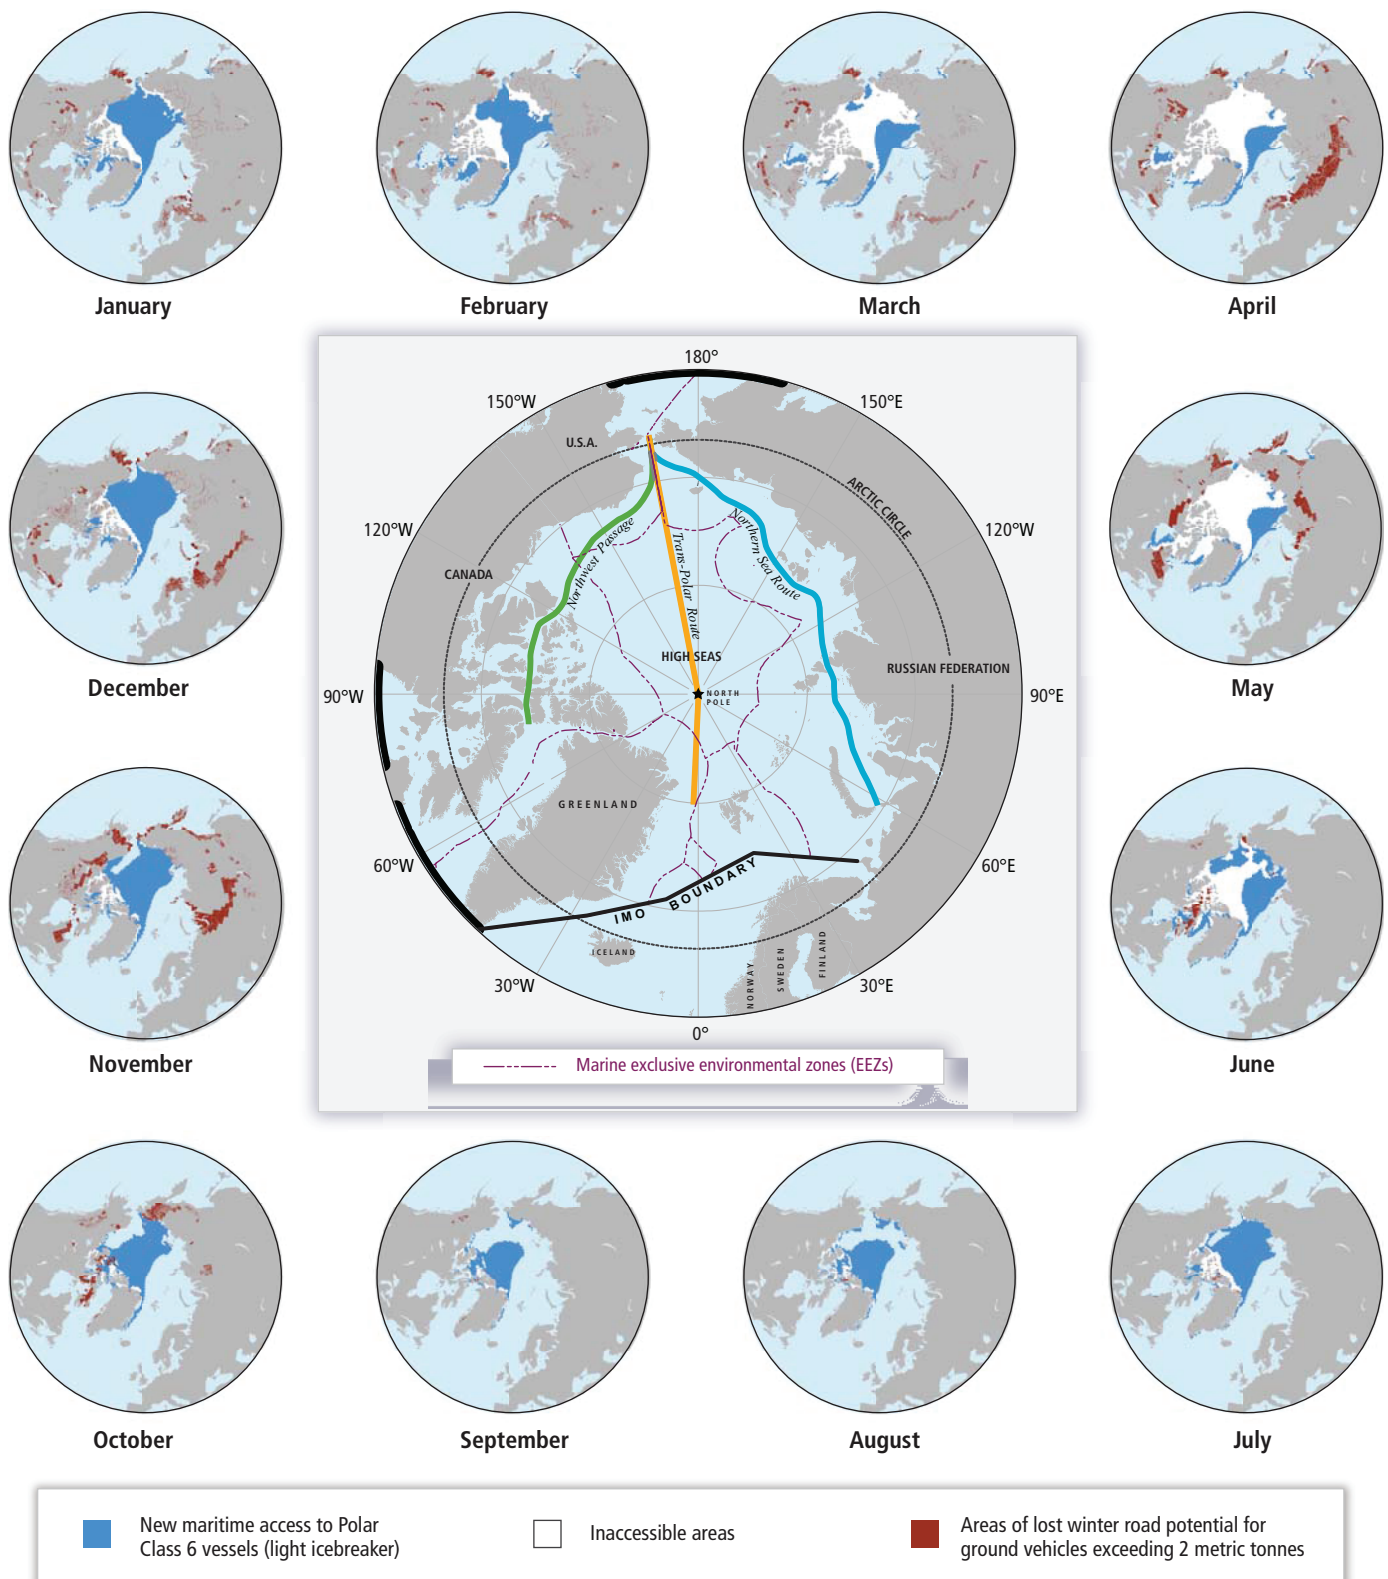 January
February
March
April
180°
150°W
150°E
U.S.A.
ARCTIC CIRCLE
120°W
120°W
Northwest Passage
Trans-Polar Route
Northern Sea Route
CANADA
HIGH SEAS
RUSSIAN FEDERATION
90°W
NORTH
POLE
90°E
GREENLAND
60°W
60°E
IMO BOUNDARY
ICELAND
NORWAY
SWEDEN
FINLAND
30°W
30°E
0°
Marine exclusive environmental zones (EEZs)
December
May
November
June
October
September
August
July
New maritime access to Polar
Class 6 vessels (light icebreaker)
Inaccessible areas
Areas of lost winter road potential for
ground vehicles exceeding 2 metric tonnes